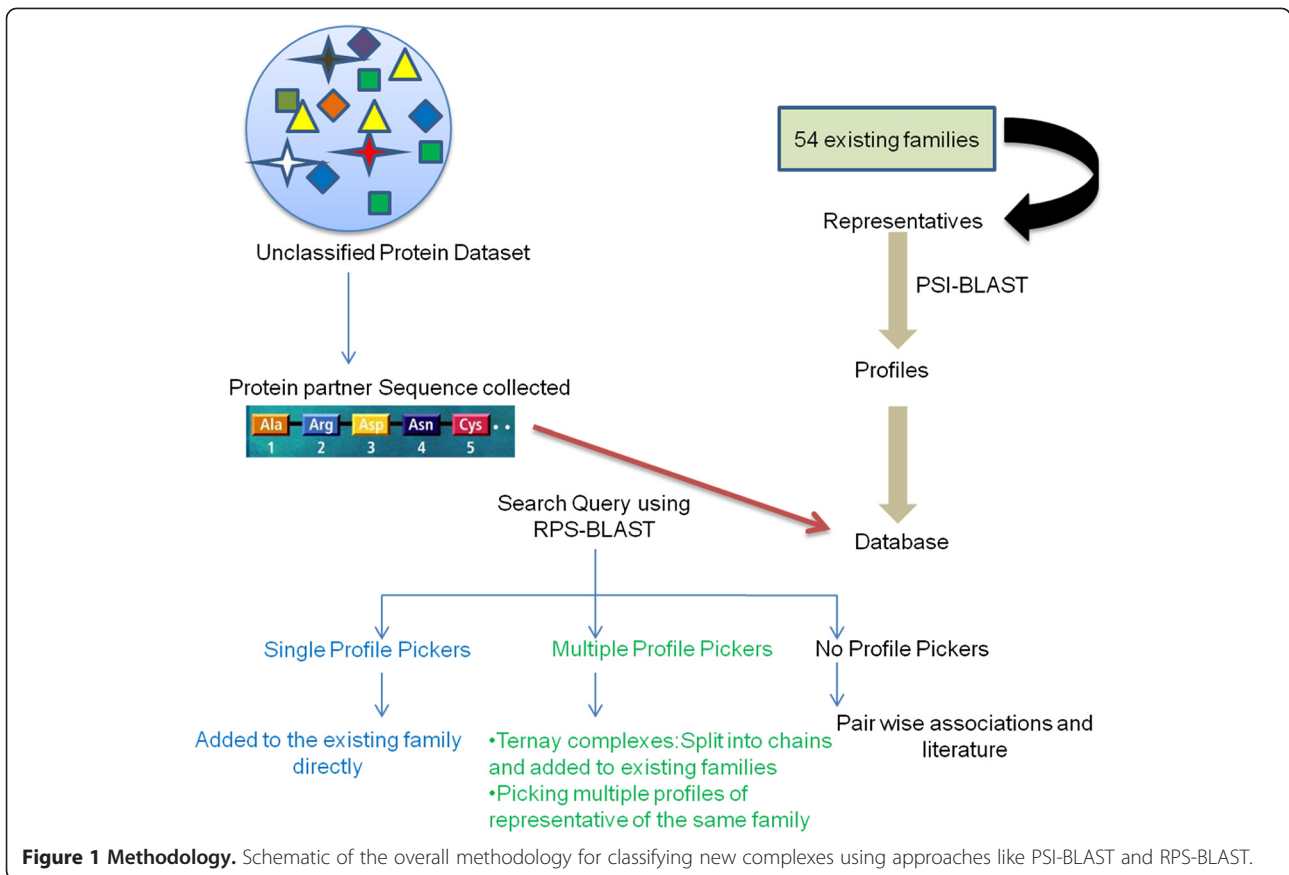 54 existing families
Representatives
Unclassified Protein Dataset
PSI-BLAST
Profiles
Protein partner Sequence collected
Ala Arg Asp Asn Cys ..
1 2 3 4 5
Search Query using
RPS-BLAST
Database
Single Profile Pickers
Multiple Profile Pickers
No Profile Pickers
Added to the existing family
directly
•Ternay complexes:Split into chains
and added to existing families
•Picking multiple profiles of
representative of the same family
Pair wise associations and
literature
Figure 1 Methodology. Schematic of the overall methodology for classifying new complexes using approaches like PSI-BLAST and RPS-BLAST.